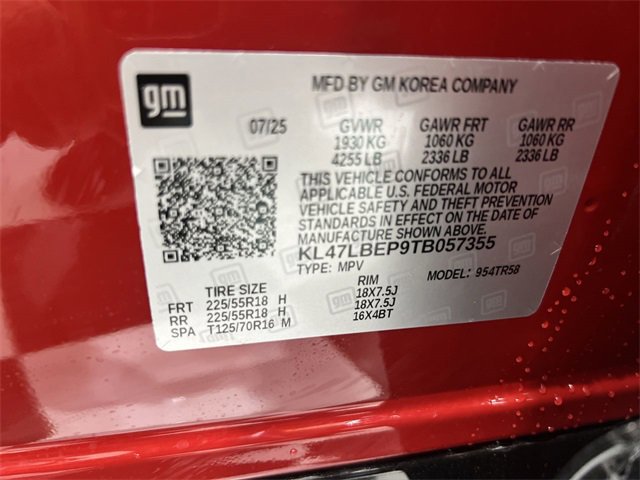 gm
MFD BY GM KOREA COMPANY
07/25 GVWR GAWR FRT GAWR RR
1930 KG 1060 KG 1060 KG
4255 LB 2336 LB 2336 LB
THIS VEHICLE CONFORMS TO ALL
APPLICABLE U.S. FEDERAL MOTOR
VEHICLE SAFETY AND THEFT PREVENTION
STANDARDS IN EFFECT ON THE DATE OF
MANUFACTURE SHOWN ABOVE.
KL47LBEP9TB057355
TYPE: MPV MODEL: 954TR58
TIRE SIZE RIM
FRT 225/55R18 H 18X7.5J
RR 225/55R18 H 18X7.5J
SPA T125/70R16 M 16X4BT